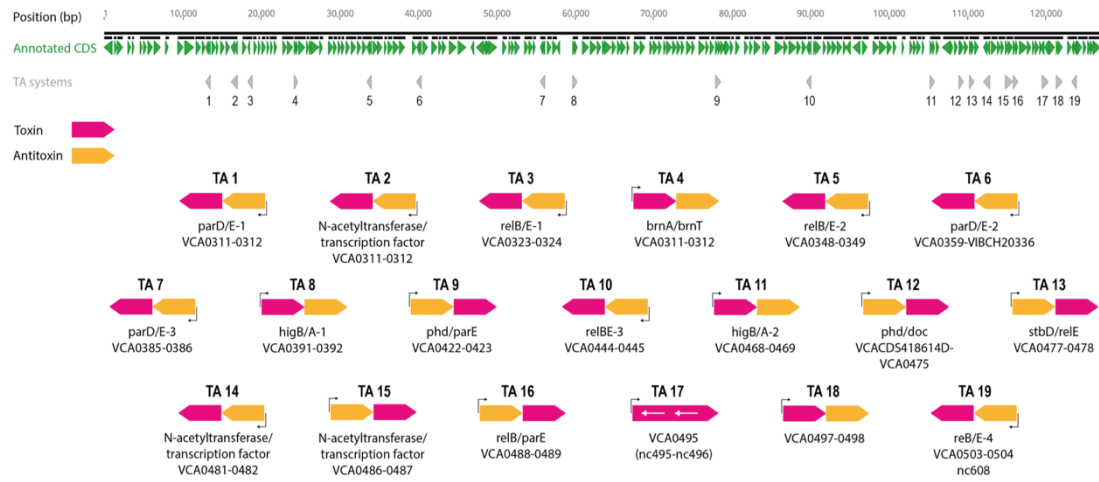 Position (bp)
1 10,000 20,000 30,000 40,000 50,000 60,000 70,000 80,000 90,000 100,000 110,000 120,000
Annotated CDS
TA systems
1 2 3 4 5 6 7 8 9 10 11 12 13 14 15 16 17 18 19
Toxin
Antitoxin
TA 1 TA 2 TA 3 TA 4 TA 5 TA 6
parD/E-1 N-acetyltransferase/ relB/E-1 brnA/brnT relB/E-2 parD/E-2
VCA0311-0312 transcription factor VCA0323-0324 VCA0311-0312 VCA0348-0349 VCA0359-VIBCH20336
VCA0311-0312
TA 7 TA 8 TA 9 TA 10 TA 11 TA 12 TA 13
parD/E-3 higB/A-1 phd/parE relBE-3 higB/A-2 phd/doc stbD/relE
VCA0385-0386 VCA0391-0392 VCA0422-0423 VCA0444-0445 VCA0468-0469 VCACDS418614D- VCA0477-0478
VCA0475
TA 14 TA 15 TA 16 TA 17 TA 18 TA 19
N-acetyltransferase/ N-acetyltransferase/ relB/parE VCA0495 VCA0497-0498 reB/E-4
transcription factor transcription factor VCA0488-0489 (nc495-nc496) VCA0503-0504
VCA0481-0482 VCA0486-0487 nc608